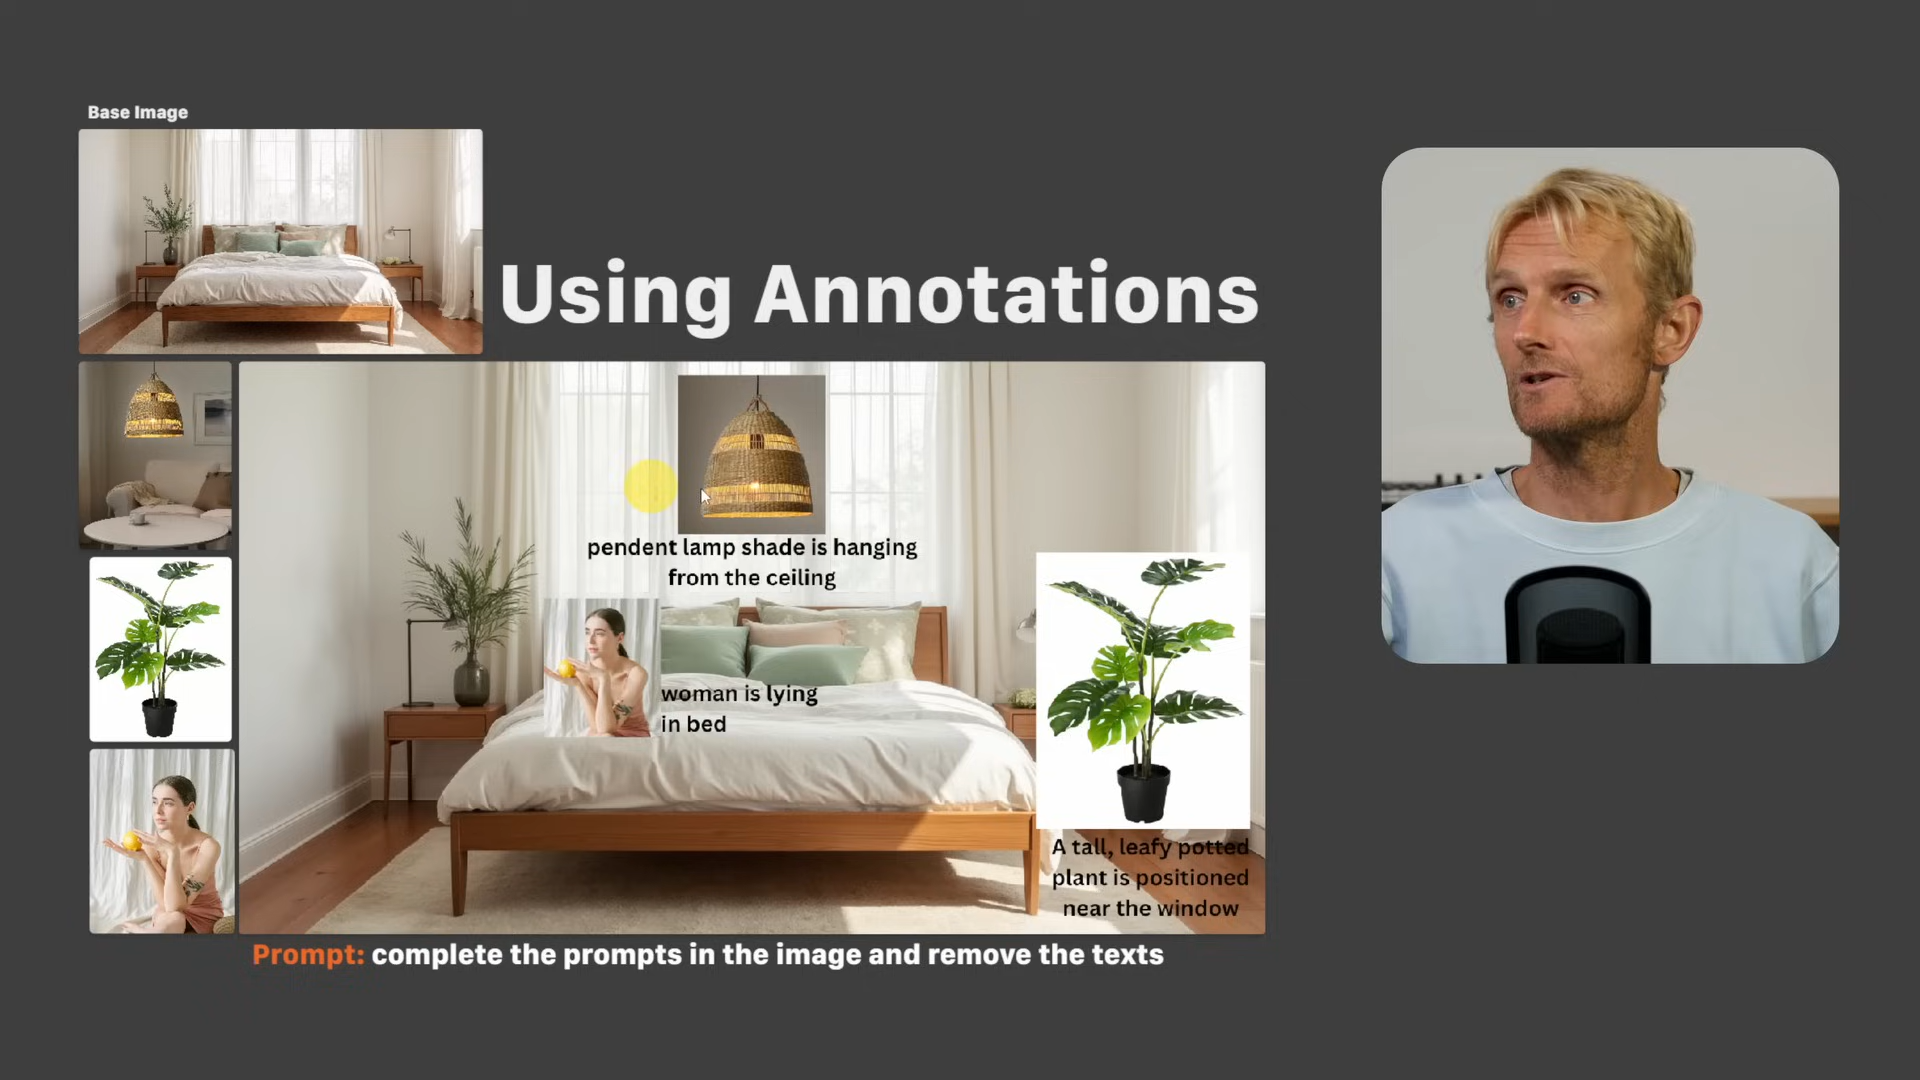 Base Image
Using Annotations
pendent lamp shade is hanging
from the ceiling
woman is lying
in bed
A tall, leafy potted
plant is positioned
near the window
Prompt: complete the prompts in the image and remove the texts